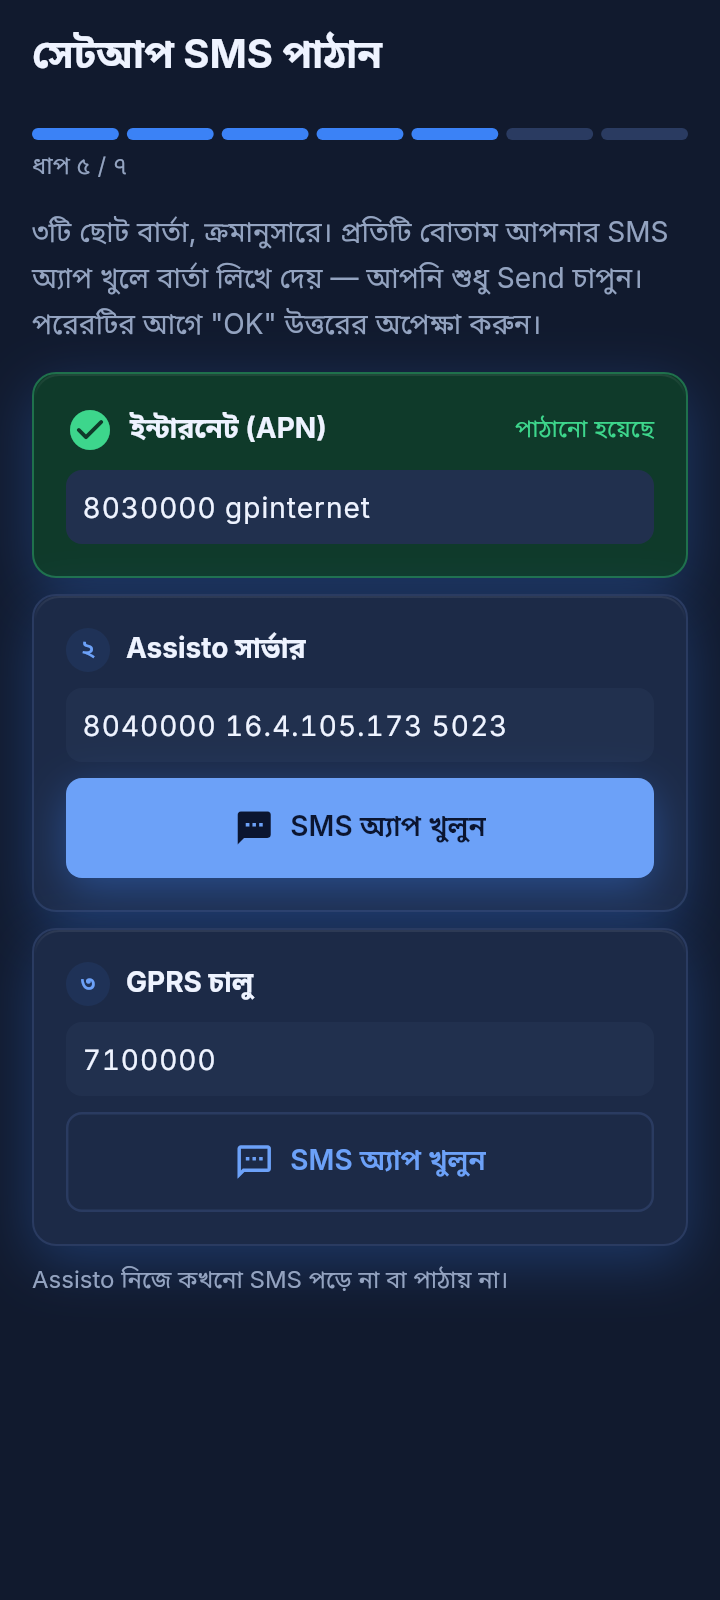 সেটআপ SMS পাঠান
ধাপ ৫ / ৭
৩টি ছোট বার্তা, ক্রমানুসারে। প্রতিটি বোতাম আপনার SMS
অ্যাপ খুলে বার্তা লিখে দেয় — আপনি শুধু Send চাপুন।
পরেরটির আগে "OK" উত্তরের অপেক্ষা করুন।
ইন্টারনেট (APN)
পাঠানো হয়েছে
8030000 gpinternet
২
Assisto সার্ভার
8040000 16.4.105.173 5023
SMS অ্যাপ খুলুন
৩
GPRS চালু
7100000
SMS অ্যাপ খুলুন
Assisto নিজে কখনো SMS পড়ে না বা পাঠায় না।